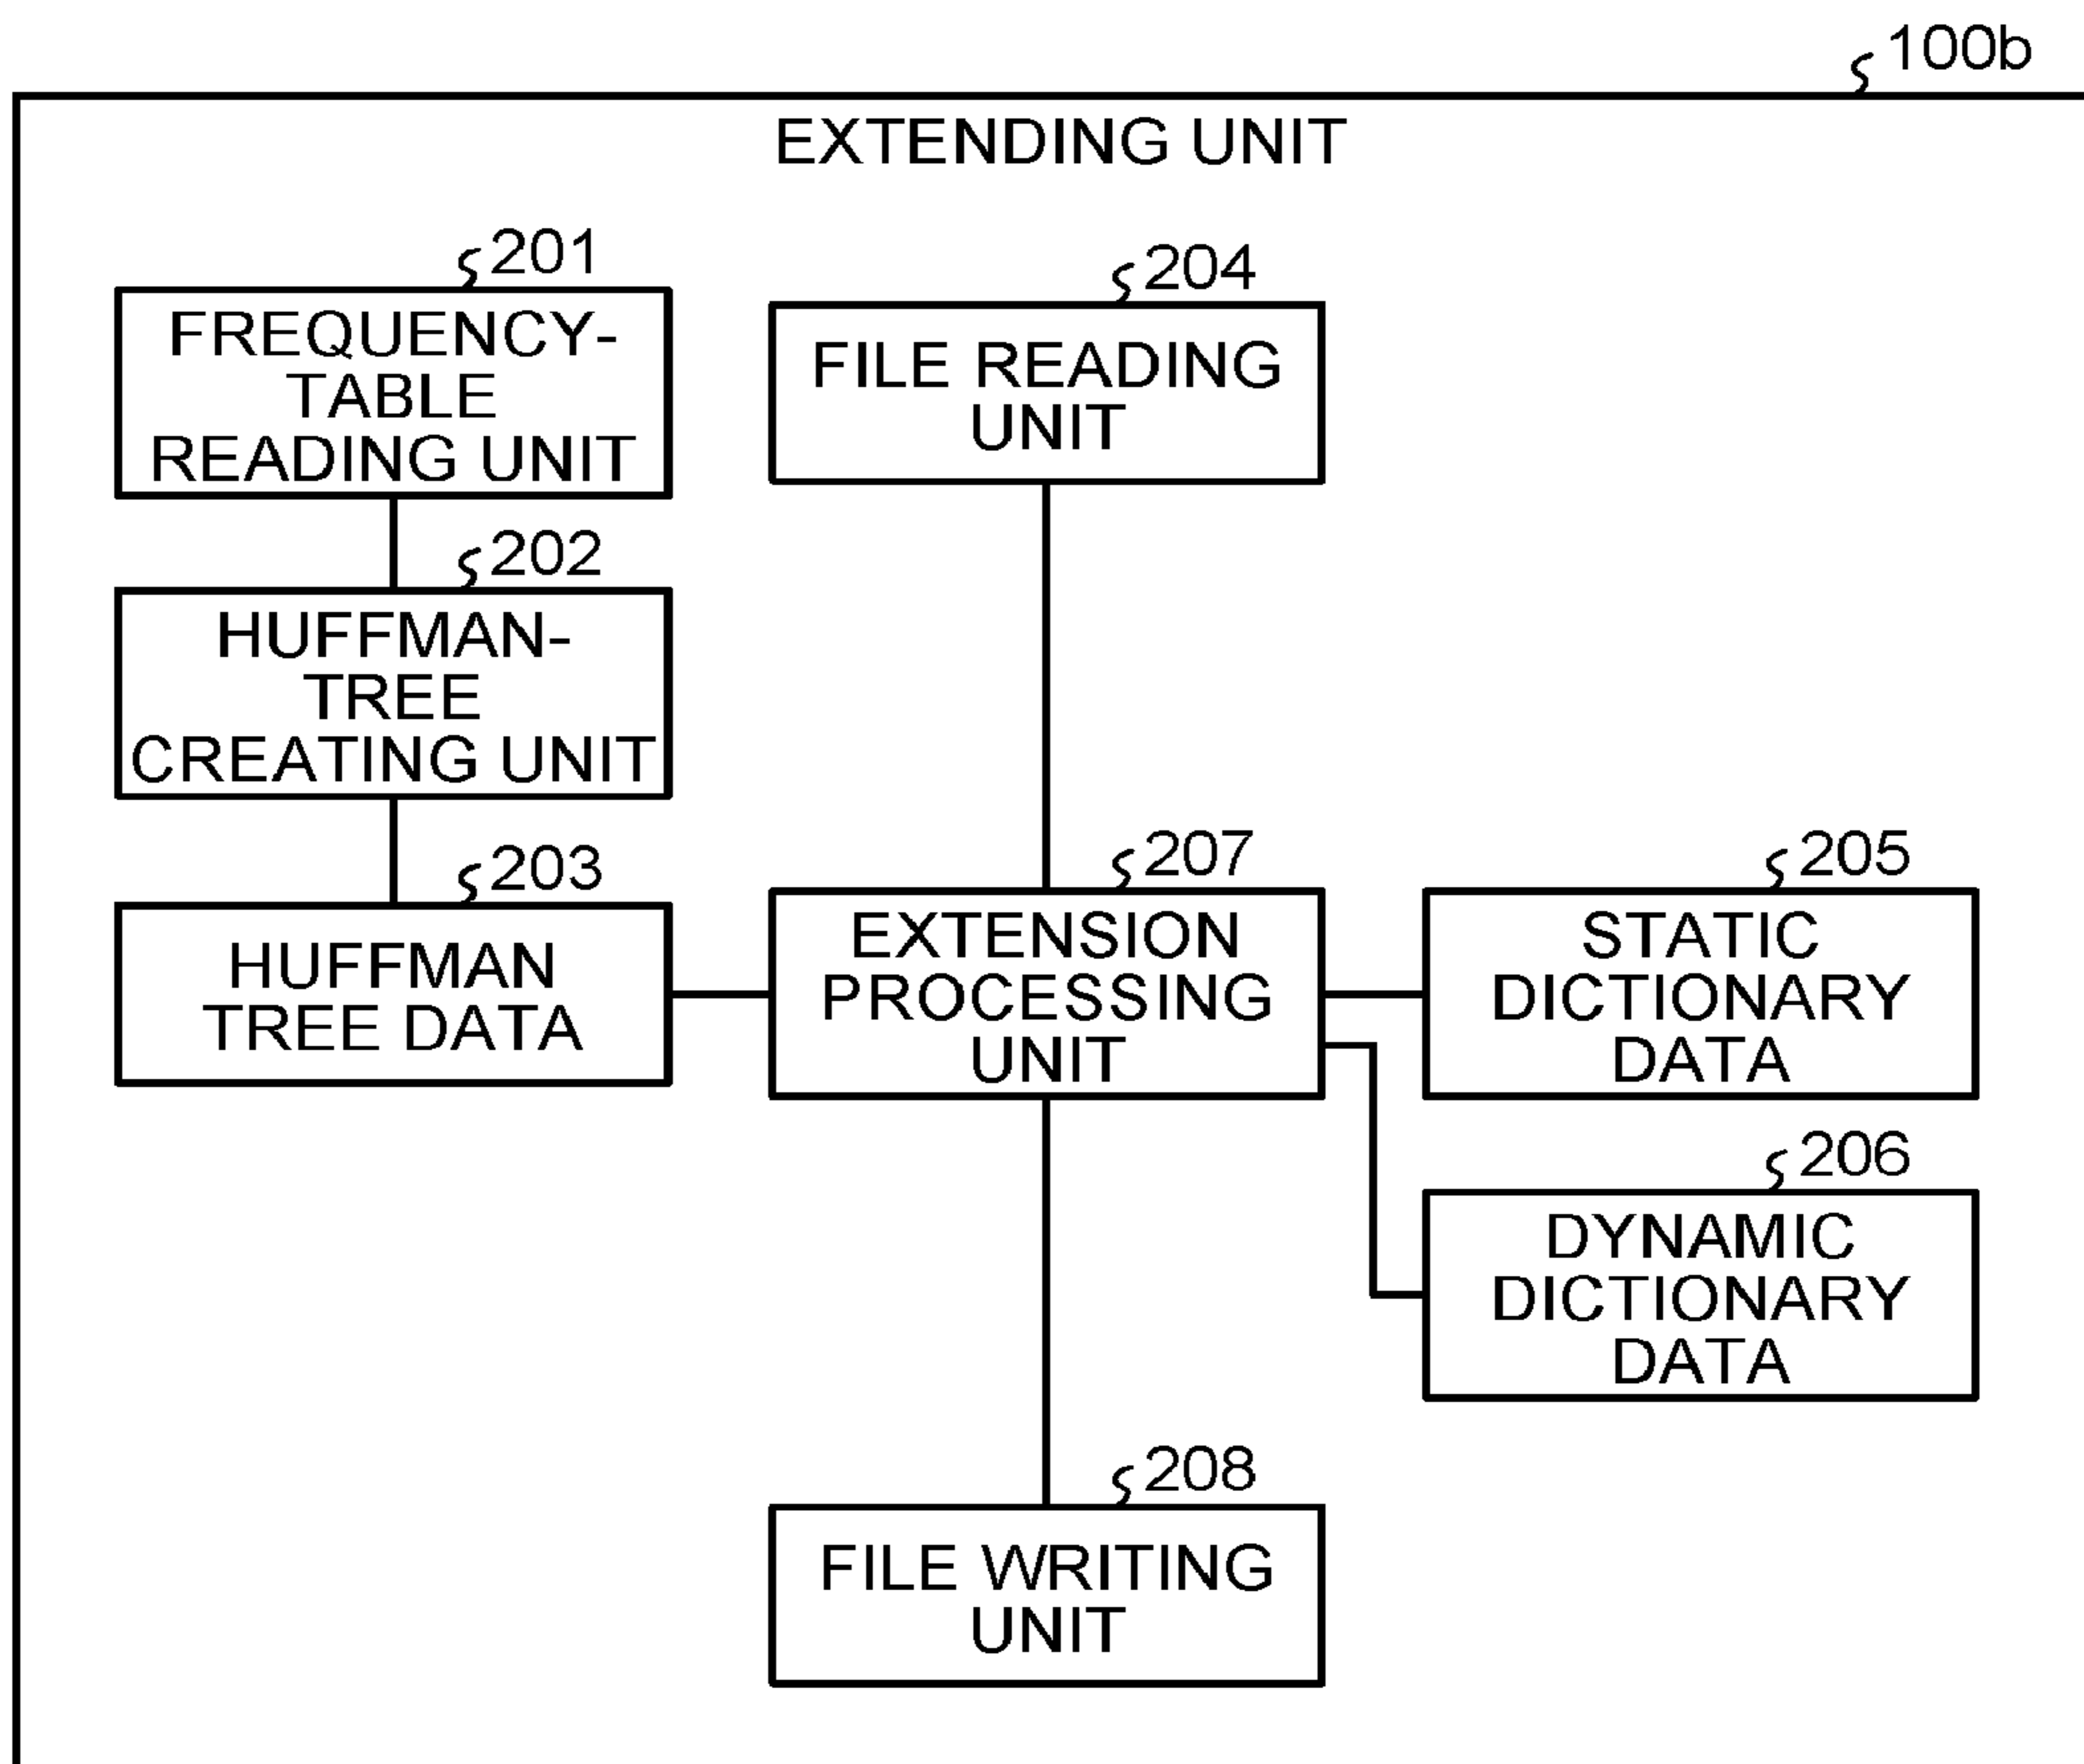 100b
EXTENDING UNIT
201
FREQUENCY-
TABLE
READING UNIT
204
FILE READING
UNIT
202
HUFFMAN-
TREE
CREATING UNIT
203
HUFFMAN
TREE DATA
207
EXTENSION
PROCESSING
UNIT
205
STATIC
DICTIONARY
DATA
206
DYNAMIC
DICTIONARY
DATA
208
FILE WRITING
UNIT